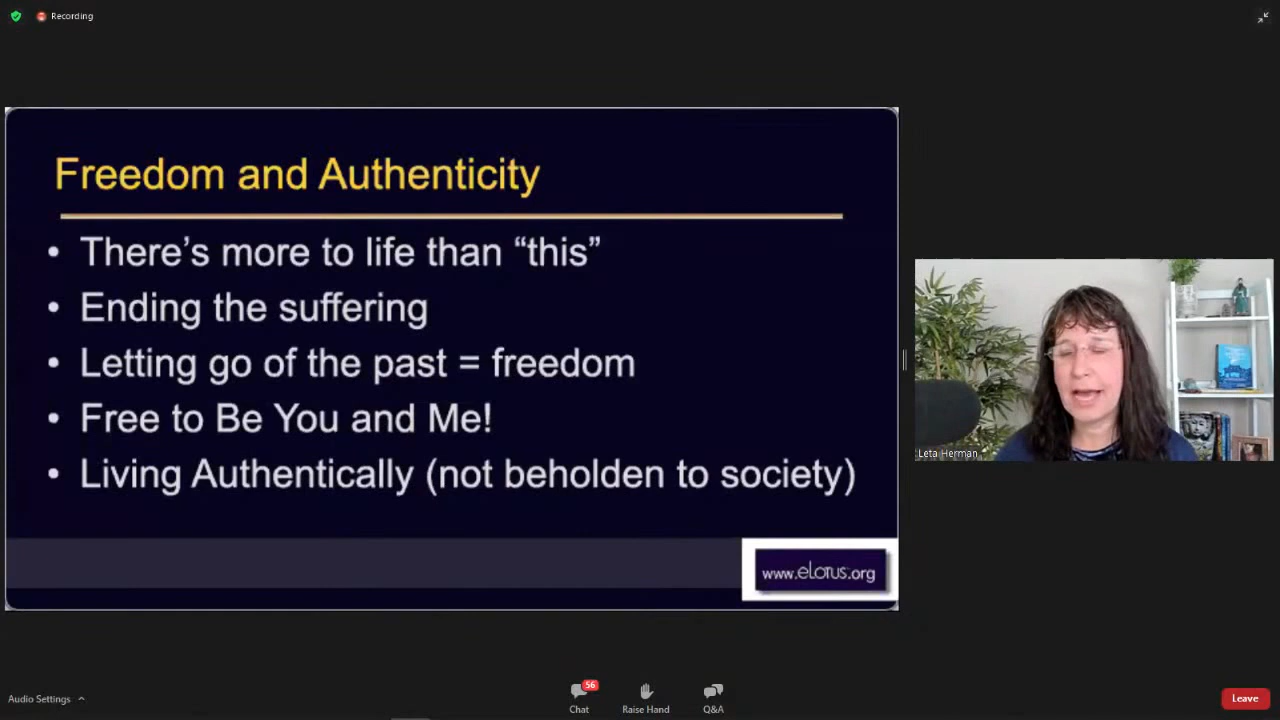 Recording
Freedom and Authenticity
• There’s more to life than “this”
• Ending the suffering
• Letting go of the past = freedom
• Free to Be You and Me!
• Living Authentically (not beholden to society)
www.eLotus.org
Leta Herman
Audio Settings
56
Chat
Raise Hand
Q&A
Leave